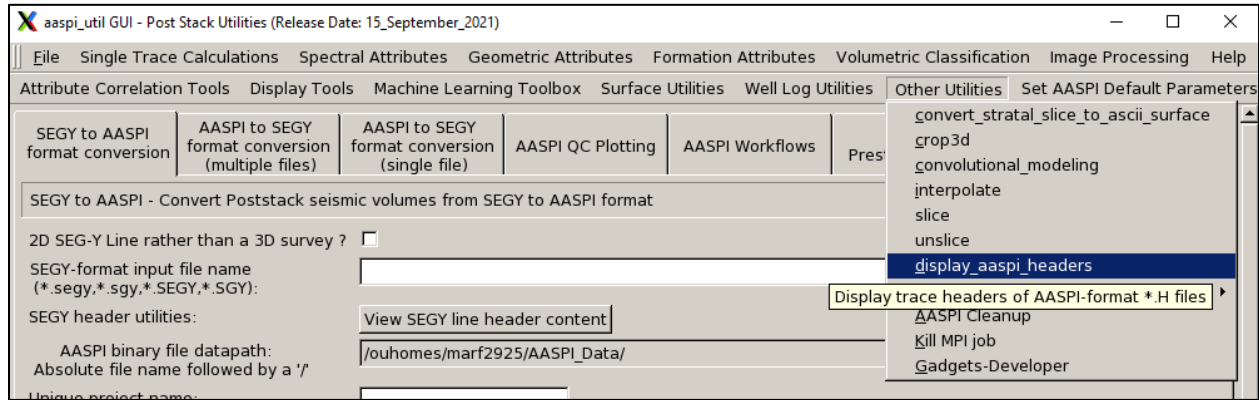 aaspi_util GUI - Post Stack Utilities (Release Date: 15_September_2021)
File Single Trace Calculations Spectral Attributes Geometric Attributes Formation Attributes Volumetric Classification Image Processing Help
Attribute Correlation Tools Display Tools Machine Learning Toolbox Surface Utilities Well Log Utilities Other Utilities Set AASPI Default Parameters
SEGY to AASPI
format conversion
AASPI to SEGY
format conversion
(multiple files)
AASPI to SEGY
format conversion
(single file)
AASPI QC Plotting
AASPI Workflows
Pres
convert_stratal_slice_to_ascii_surface
crop3d
convolutional_modeling
interpolate
slice
unslice
display_aaspi_headers
Display trace headers of AASPI-format *.H files
AASPI Cleanup
Kill MPI job
Gadgets-Developer
SEGY to AASPI - Convert Poststack seismic volumes from SEGY to AASPI format
2D SEG-Y Line rather than a 3D survey ?
SEGY-format input file name
(*.segy,*.sgy,*.SEGY,*.SGY):
SEGY header utilities:
View SEGY line header content
AASPI binary file datapath:
Absolute file name followed by a '/'
/ouhomes/marf2925/AASPI_Data/
Unique project name: